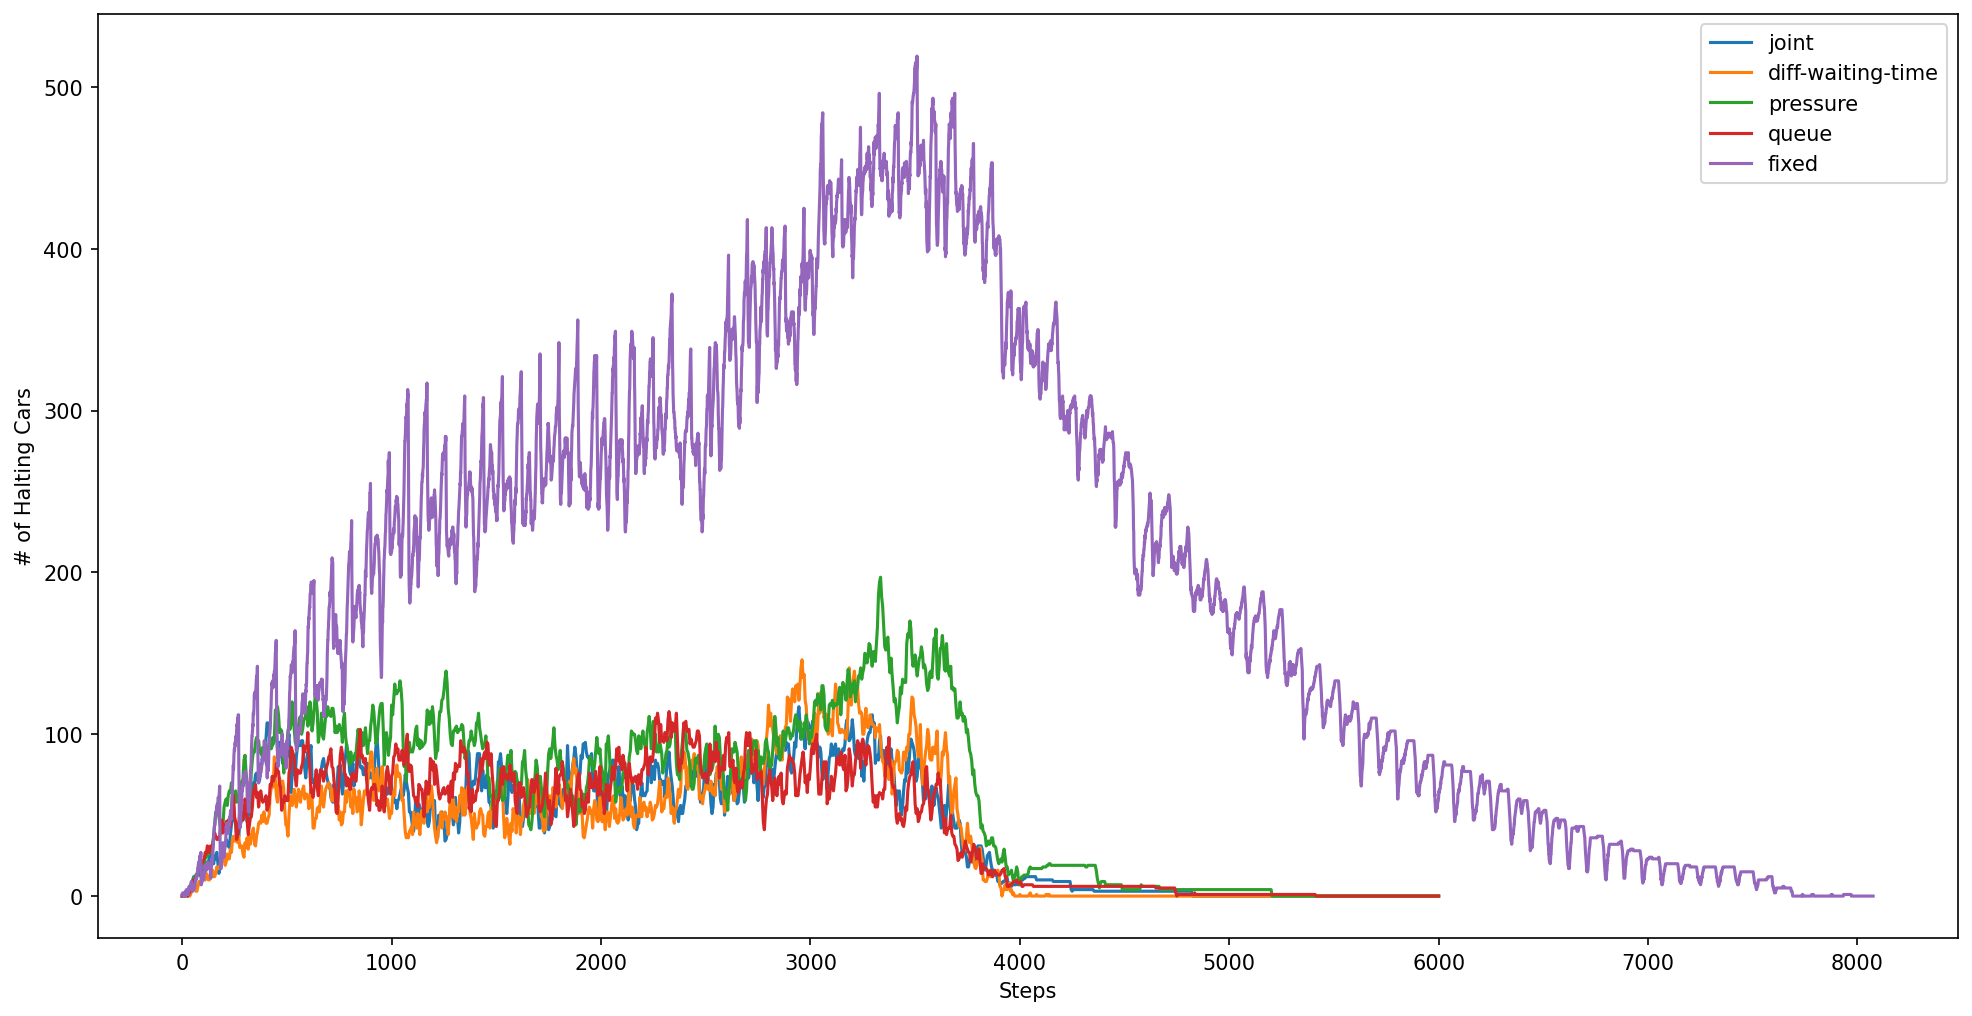 joint
diff-waiting-time
pressure
queue
fixed
# of Halting Cars
500
400
300
200
100
0
0 1000 2000 3000 4000 5000 6000 7000 8000
Steps